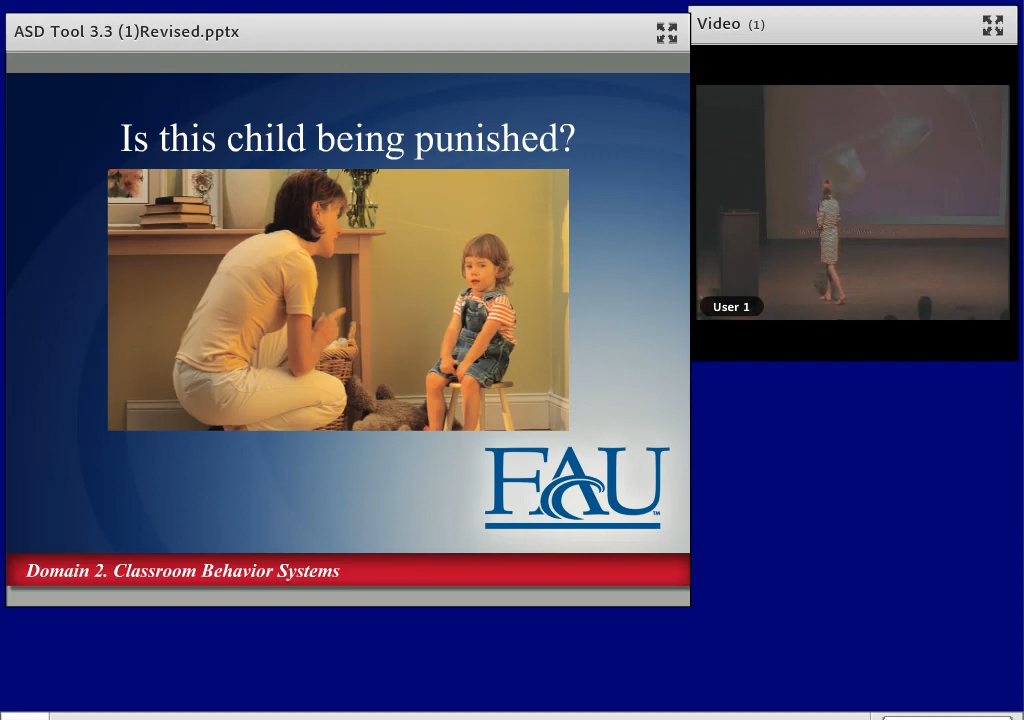 ASD Tool 3.3 (1)Revised.pptx
Video (1)
Is this child being punished?
User 1
FAU
™
Domain 2. Classroom Behavior Systems